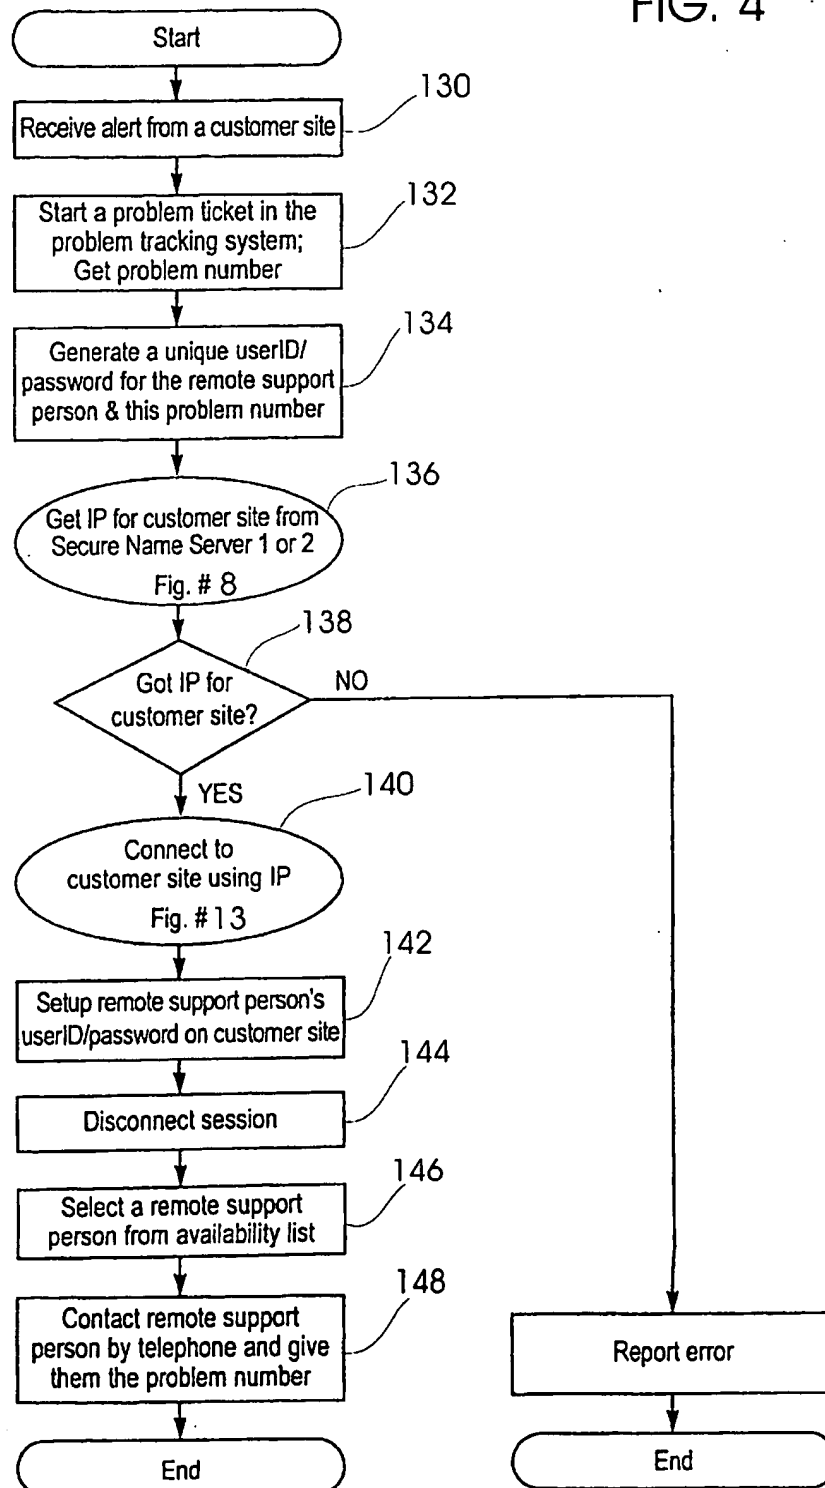 FIG. 4
Start
130
Receive alert from a customer site
132
Start a problem ticket in the
problem tracking system;
Get problem number
134
Generate a unique userID/
password for the remote support
person & this problem number
136
Get IP for customer site from
Secure Name Server 1 or 2
Fig. # 8
138
Got IP for
customer site?
NO
YES
140
Connect to
customer site using IP
Fig. #13
142
Setup remote support person's
userID/password on customer site
144
Disconnect session
146
Select a remote support
person from availability list
148
Contact remote support
person by telephone and give
them the problem number
Report error
End
End